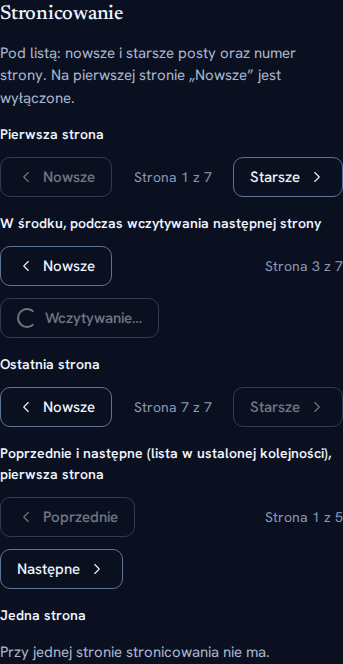 Stronicowanie
Pod listą: nowsze i starsze posty oraz numer
strony. Na pierwszej stronie „Nowsze” jest
wyłączone.
Pierwsza strona
Nowsze Strona 1 z 7 Starsze
W środku, podczas wczytywania następnej strony
Nowsze Strona 3 z 7
Wczytywanie…
Ostatnia strona
Nowsze Strona 7 z 7 Starsze
Poprzednie i następne (lista w ustalonej kolejności),
pierwsza strona
Poprzednie Strona 1 z 5
Następne
Jedna strona
Przy jednej stronie stronicowania nie ma.